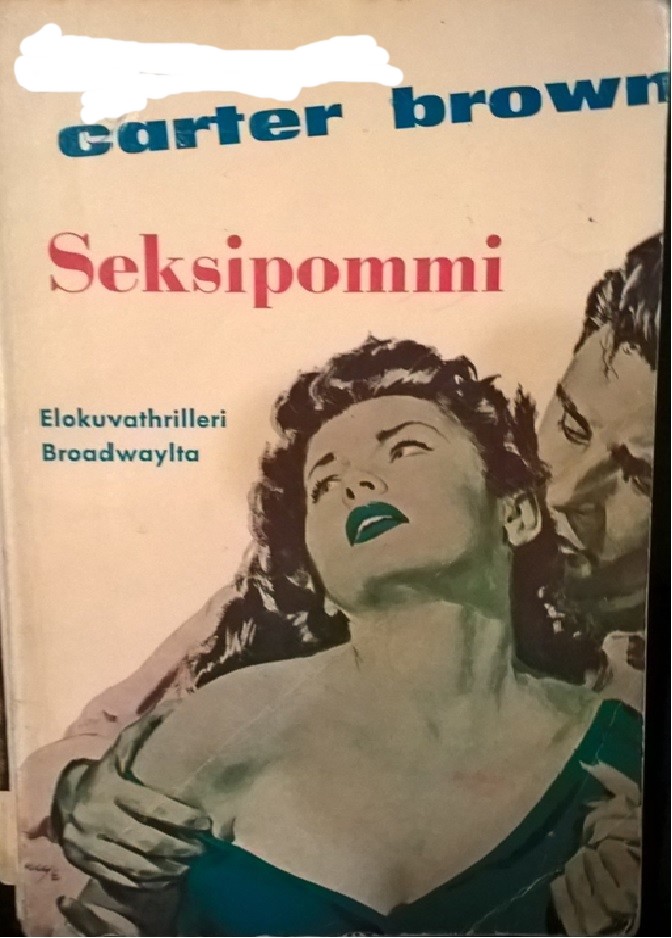 carter brown
Seksipommi
Elokuvathrilleri
Broadwaylta